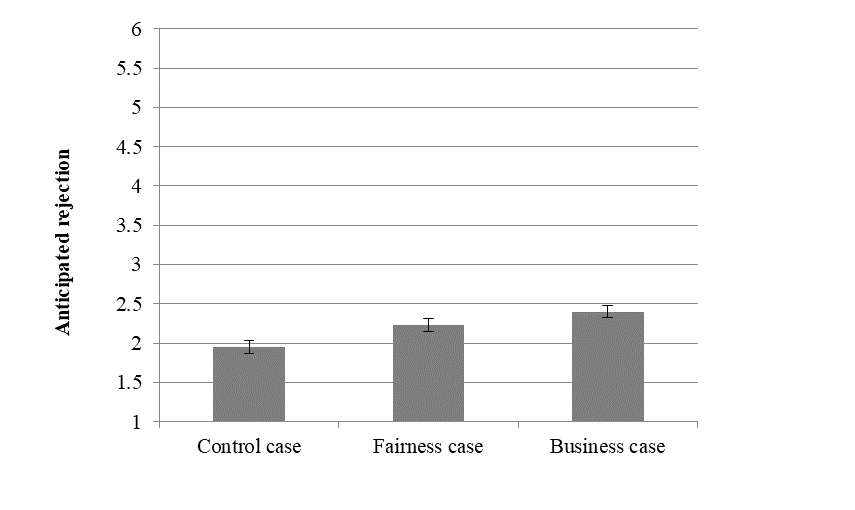 6
5.5
5
4.5
4
3.5
3
2.5
2
1.5
1
Anticipated rejection
Control case
Fairness case
Business case